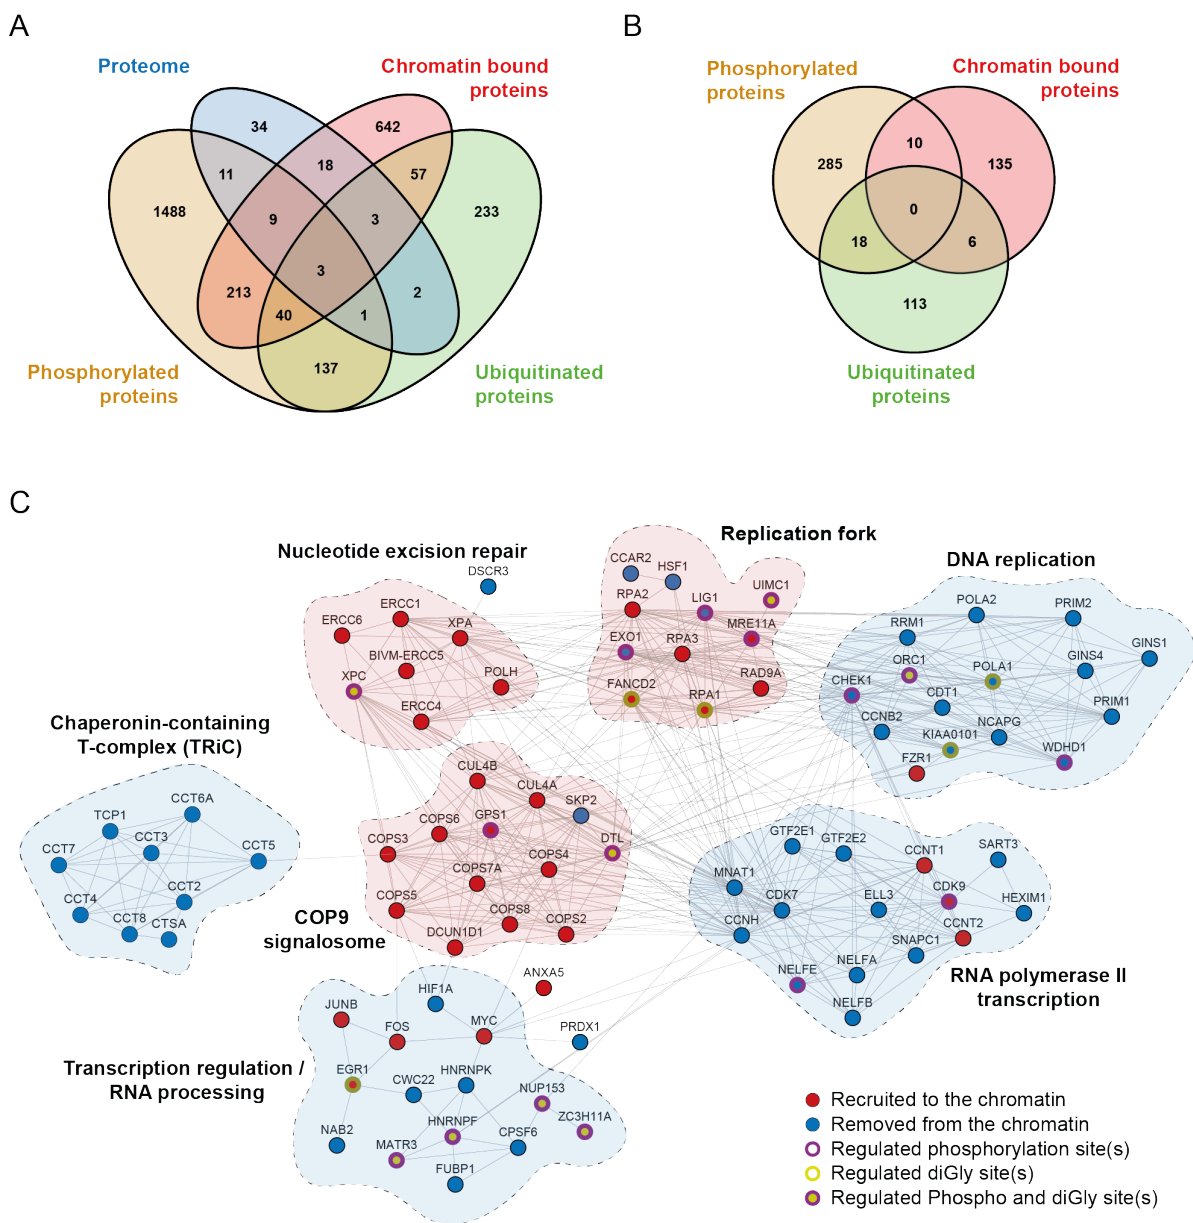 A
B
Proteome
Chromatin bound
proteins
34
642
11
18
57
1488
9
3
233
3
213
40
1
2
137
Phosphorylated
proteins
Ubiquitinated
proteins
Phosphorylated
proteins
Chromatin bound
proteins
285
10
135
0
18
6
113
Ubiquitinated
proteins
C
Nucleotide excision repair
DSCR3
ERCC6
ERCC1
XPA
BIVM-ERCC5
XPC
POLH
ERCC4
Replication fork
CCAR2
HSF1
UIMC1
RPA2
LIG1
MRE11A
EXO1
RPA3
FANCD2
RPA1
RAD9A
DNA replication
POLA2
PRIM2
RRM1
GINS1
ORC1
POLA1
GINS4
CHEK1
CDT1
PRIM1
CCNB2
NCAPG
KIAA0101
WDHD1
FZR1
Chaperonin-containing
T-complex (TRiC)
CCT6A
TCP1
CCT3
CCT7
CCT5
CCT2
CCT4
CCT8
CTSA
CUL4B
CUL4A
SKP2
COPS6
GPS1
COPS3
DTL
COPS7A
COPS4
COPS5
COPS8
COPS2
DCUN1D1
COP9
signalosome
GTF2E1
GTF2E2
CCNT1
SART3
MNAT1
CDK7
ELL3
CDK9
HEXIM1
CCNH
CCNT2
SNAPC1
NELFE
NELFA
NELFB
RNA polymerase II
transcription
ANXA5
PRDX1
HIF1A
JUNB
FOS
MYC
EGR1
CWC22
HNRNPK
NUP153
ZC3H11A
NAB2
MATR3
HNRNPF
CPSF6
FUBP1
Transcription regulation /
RNA processing
Recruited to the chromatin
Removed from the chromatin
Regulated phosphorylation site(s)
Regulated diGly site(s)
Regulated Phospho and diGly site(s)